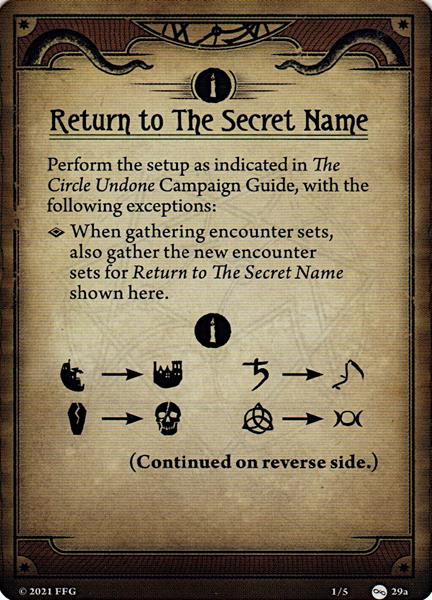 Return to The Secret Name
Perform the setup as indicated in The
Circle Undone Campaign Guide, with the
following exceptions:
When gathering encounter sets,
also gather the new encounter
sets for Return to The Secret Name
shown here.
(Continued on reverse side.)
© 2021 FFG
1/5
29a